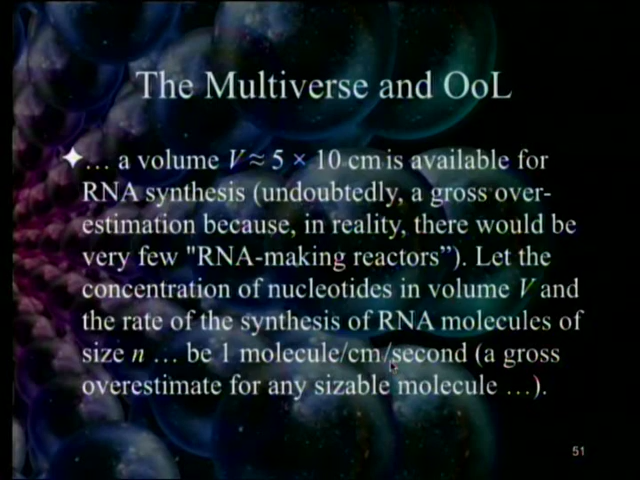 The Multiverse and OoL
… a volume V ≈ 5 × 10 cm is available for
RNA synthesis (undoubtedly, a gross over-
estimation because, in reality, there would be
very few "RNA-making reactors”). Let the
concentration of nucleotides in volume V and
the rate of the synthesis of RNA molecules of
size n … be 1 molecule/cm/second (a gross
overestimate for any sizable molecule …).
51